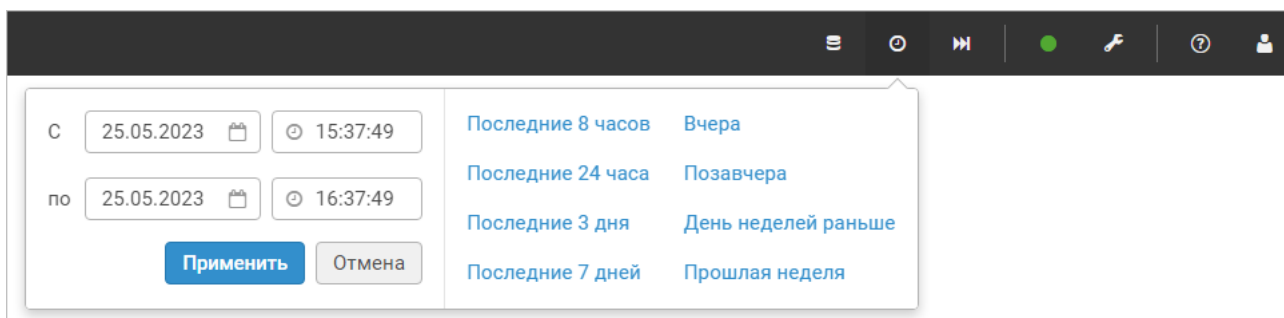 С 25.05.2023 15:37:49
по 25.05.2023 16:37:49
Применить Отмена
Последние 8 часов Вчера
Последние 24 часа Позавчера
Последние 3 дня День неделей раньше
Последние 7 дней Прошлая неделя